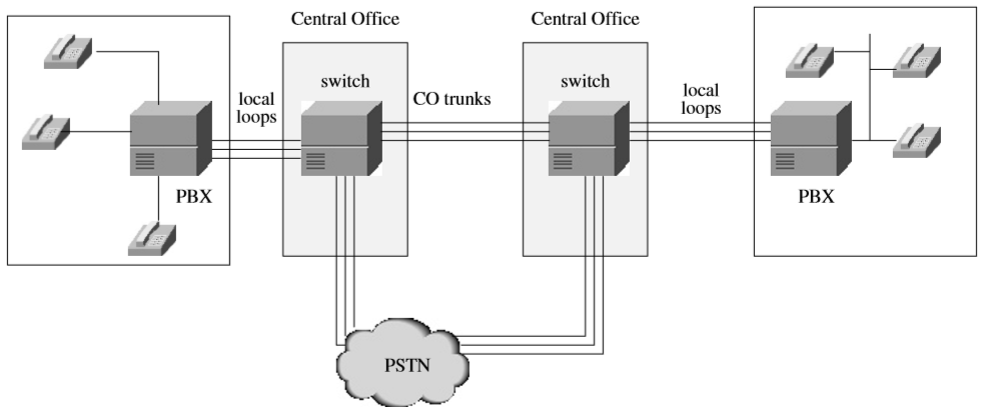 Central Office
Central Office
switch
switch
local
loops
CO trunks
local
loops
PBX
PBX
PSTN